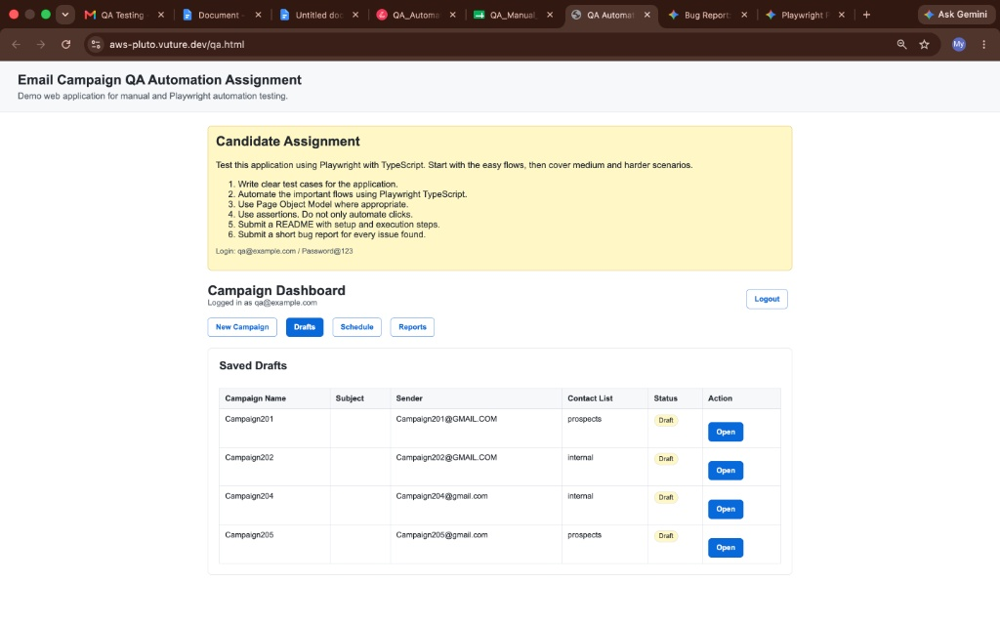 QA Testing
Document
Untitled doc
QA_Automa
QA_Manual
QA Automat
Bug Report
Playwright
Ask Gemini
aws-pluto.vuture.dev/qa.html
My
Email Campaign QA Automation Assignment
Demo web application for manual and Playwright automation testing.
Candidate Assignment
Test this application using Playwright with TypeScript. Start with the easy flows, then cover medium and harder scenarios.
1. Write clear test cases for the application.
2. Automate the important flows using Playwright TypeScript.
3. Use Page Object Model where appropriate.
4. Use assertions. Do not only automate clicks.
5. Submit a README with setup and execution steps.
6. Submit a short bug report for every issue found.
Login: qa@example.com / Password@123
Campaign Dashboard
Logged in as qa@example.com
Logout
New Campaign Drafts Schedule Reports
Saved Drafts
Campaign Name Subject Sender Contact List Status Action
Campaign201 Campaign201@GMAIL.COM prospects Draft Open
Campaign202 Campaign202@GMAIL.COM internal Draft Open
Campaign204 Campaign204@gmail.com internal Draft Open
Campaign205 Campaign205@gmail.com prospects Draft Open